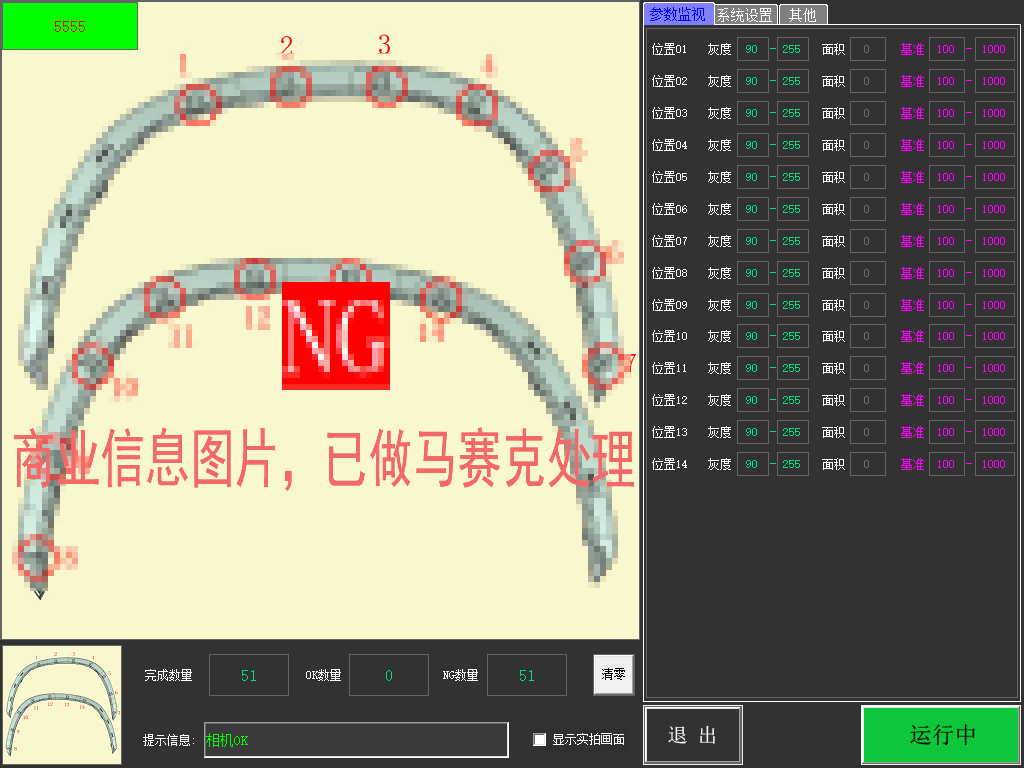 5555
参数监视 系统设置 其他
1 2 3 4
5
6
7
11 12 14
10
NG
商业信息图片，已做马赛克处理
位置01 灰度 90 - 255 面积 0 基准 100 - 1000
位置02 灰度 90 - 255 面积 0 基准 100 - 1000
位置03 灰度 90 - 255 面积 0 基准 100 - 1000
位置04 灰度 90 - 255 面积 0 基准 100 - 1000
位置05 灰度 90 - 255 面积 0 基准 100 - 1000
位置06 灰度 90 - 255 面积 0 基准 100 - 1000
位置07 灰度 90 - 255 面积 0 基准 100 - 1000
位置08 灰度 90 - 255 面积 0 基准 100 - 1000
位置09 灰度 90 - 255 面积 0 基准 100 - 1000
位置10 灰度 90 - 255 面积 0 基准 100 - 1000
位置11 灰度 90 - 255 面积 0 基准 100 - 1000
位置12 灰度 90 - 255 面积 0 基准 100 - 1000
位置13 灰度 90 - 255 面积 0 基准 100 - 1000
位置14 灰度 90 - 255 面积 0 基准 100 - 1000
完成数量 51 OK数量 0 NG数量 51 清零
提示信息: 相机OK 显示实拍画面
退 出 运行中